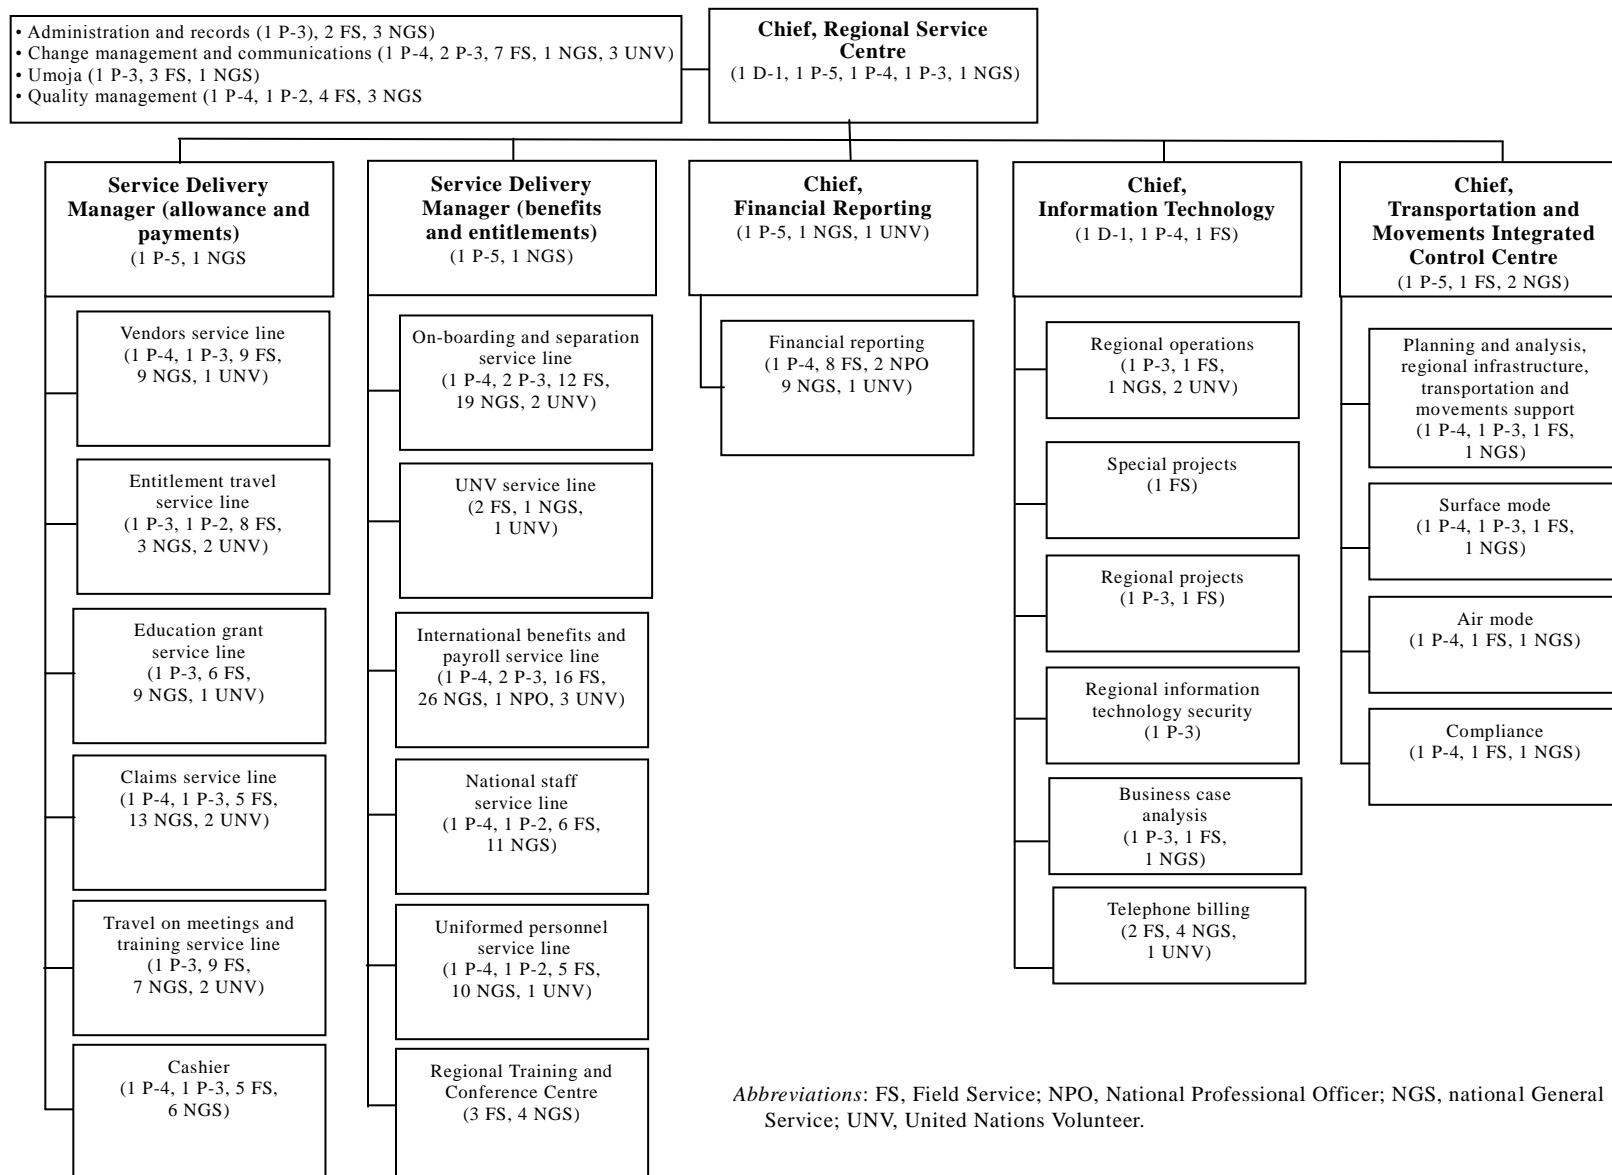 • Administration and records (1 P-3), 2 FS, 3 NGS)
• Change management and communications (1 P-4, 2 P-3, 7 FS, 1 NGS, 3 UNV)
• Umoja (1 P-3, 3 FS, 1 NGS)
• Quality management (1 P-4, 1 P-2, 4 FS, 3 NGS
Chief, Regional Service
Centre
(1 D-1, 1 P-5, 1 P-4, 1 P-3, 1 NGS)
Service Delivery
Manager (allowance and
payments)
(1 P-5, 1 NGS
Vendors service line
(1 P-4, 1 P-3, 9 FS,
9 NGS, 1 UNV)
Entitlement travel
service line
(1 P-3, 1 P-2, 8 FS,
3 NGS, 2 UNV)
Education grant
service line
(1 P-3, 6 FS,
9 NGS, 1 UNV)
Claims service line
(1 P-4, 1 P-3, 5 FS,
13 NGS, 2 UNV)
Travel on meetings and
training service line
(1 P-3, 9 FS,
7 NGS, 2 UNV)
Cashier
(1 P-4, 1 P-3, 5 FS,
6 NGS)
Service Delivery
Manager (benefits
and entitlements)
(1 P-5, 1 NGS)
On-boarding and separation
service line
(1 P-4, 2 P-3, 12 FS,
19 NGS, 2 UNV)
UNV service line
(2 FS, 1 NGS,
1 UNV)
International benefits and
payroll service line
(1 P-4, 2 P-3, 16 FS,
26 NGS, 1 NPO, 3 UNV)
National staff
service line
(1 P-4, 1 P-2, 6 FS,
11 NGS)
Uniformed personnel
service line
(1 P-4, 1 P-2, 5 FS,
10 NGS, 1 UNV)
Regional Training and
Conference Centre
(3 FS, 4 NGS)
Chief,
Financial Reporting
(1 P-5, 1 NGS, 1 UNV)
Financial reporting
(1 P-4, 8 FS, 2 NPO
9 NGS, 1 UNV)
Chief,
Information Technology
(1 D-1, 1 P-4, 1 FS)
Regional operations
(1 P-3, 1 FS,
1 NGS, 2 UNV)
Special projects
(1 FS)
Regional projects
(1 P-3, 1 FS)
Regional information
technology security
(1 P-3)
Business case
analysis
(1 P-3, 1 FS,
1 NGS)
Telephone billing
(2 FS, 4 NGS,
1 UNV)
Chief,
Transportation and
Movements Integrated
Control Centre
(1 P-5, 1 FS, 2 NGS)
Planning and analysis,
regional infrastructure,
transportation and
movements support
(1 P-4, 1 P-3, 1 FS,
1 NGS)
Surface mode
(1 P-4, 1 P-3, 1 FS,
1 NGS)
Air mode
(1 P-4, 1 FS, 1 NGS)
Compliance
(1 P-4, 1 FS, 1 NGS)
Abbreviations: FS, Field Service; NPO, National Professional Officer; NGS, national General
Service; UNV, United Nations Volunteer.